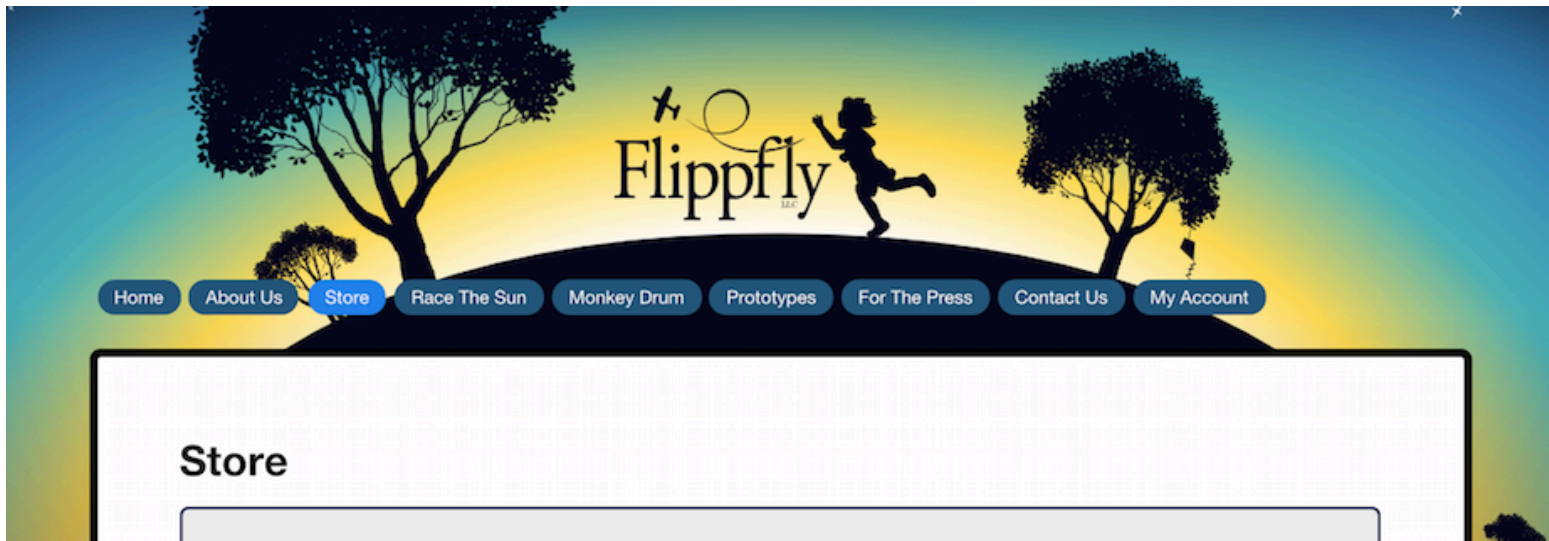 Flippfly
LLC
Home About Us Store Race The Sun Monkey Drum Prototypes For The Press Contact Us My Account
Store